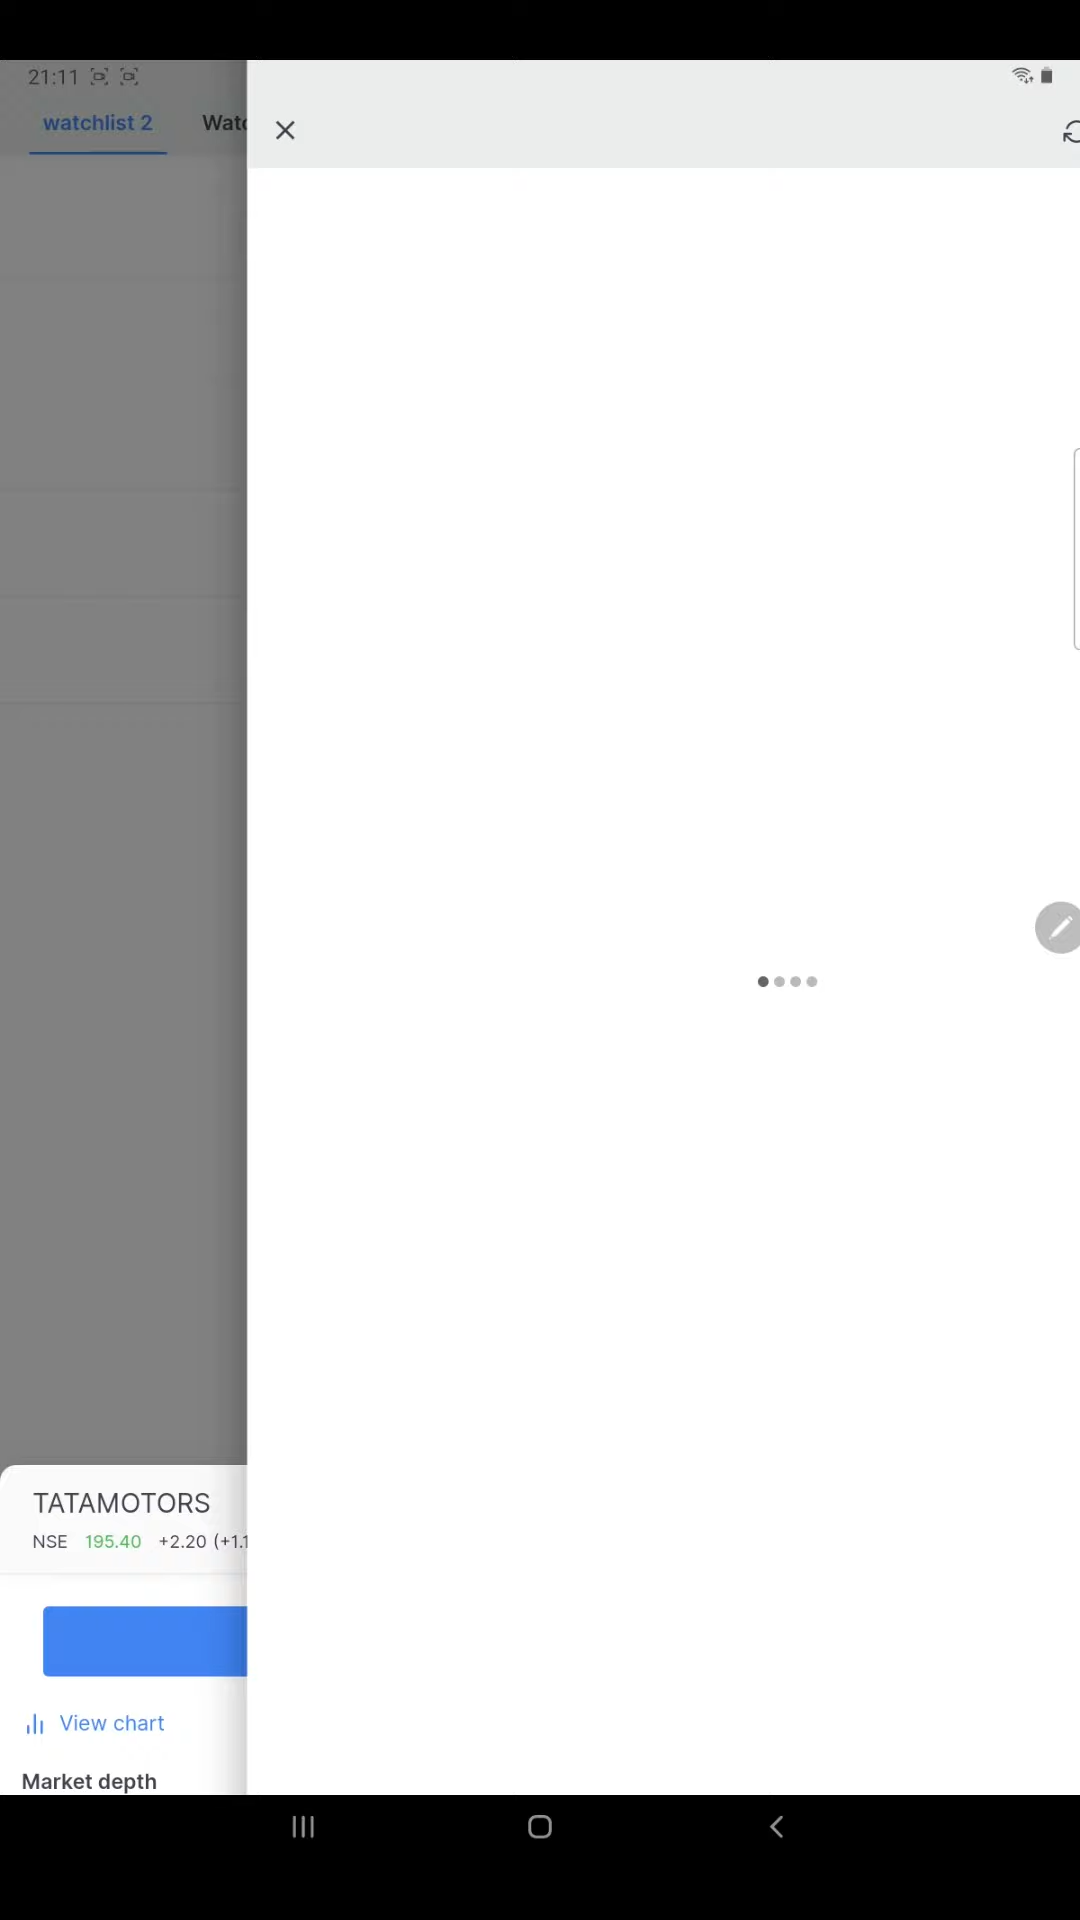 21:11
watchlist 2
TATAMOTORS
NSE 195.40 +2.20
View chart
Market depth